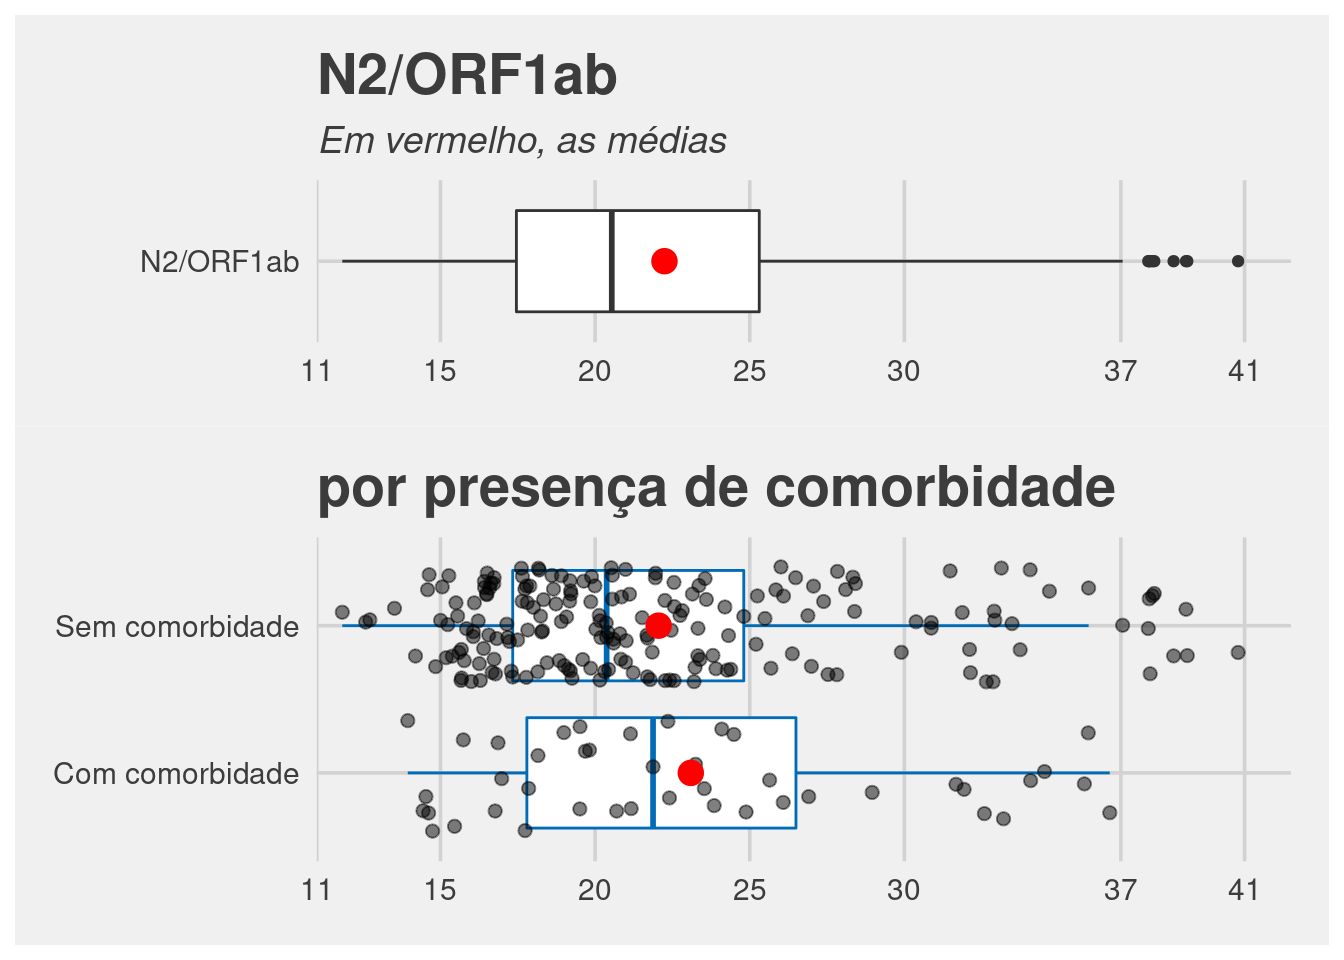 N2/ORF1ab
Em vermelho, as médias
N2/ORF1ab
11 15 20 25 30 37 41
por presença de comorbidade
Sem comorbidade
Com comorbidade
11 15 20 25 30 37 41